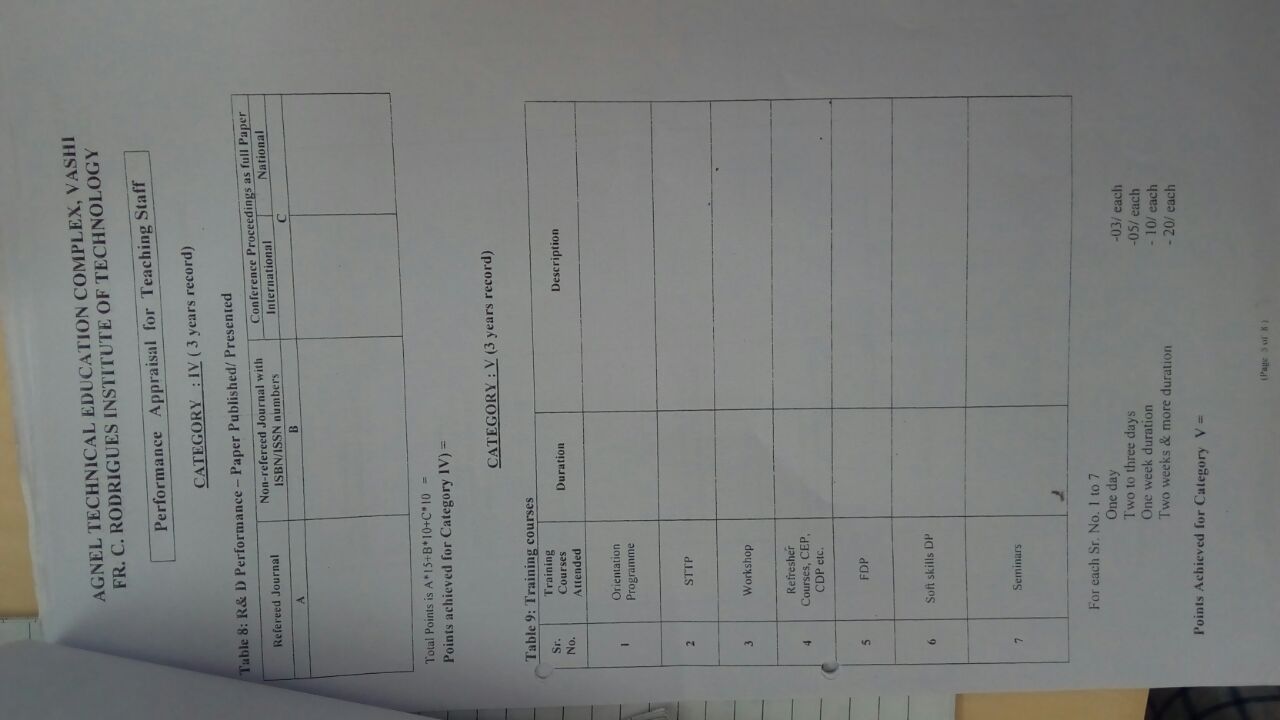 AGNEL TECHNICAL EDUCATION COMPLEX, VASHI
FR. C. RODRIGUES INSTITUTE OF TECHNOLOGY
Performance Appraisal for Teaching Staff
CATEGORY : IV ( 3 years record)
Table 8: R& D Performance – Paper Published/ Presented
Refereed Journal
Non-refereed Journal with
ISBN/ISSN numbers
Conference Proceedings as full Paper
International National
A B C
Total Points is A*15+B*10+C*10 =
Points achieved for Category IV) =
CATEGORY : V (3 years record)
Table 9: Training courses
Sr.
No.
Training
Courses
Attended
Duration
Description
1 Orientation
Programme
2 STTP
3 Workshop
4 Refresher
Courses, CEP,
CDP etc.
5 FDP
6 Soft skills DP
7 Seminars
For each Sr. No. 1 to 7
One day -03/ each
Two to three days -05/ each
One week duration - 10/ each
Two weeks & more duration - 20/ each
Points Achieved for Category V =
(Page 3 of 8 )